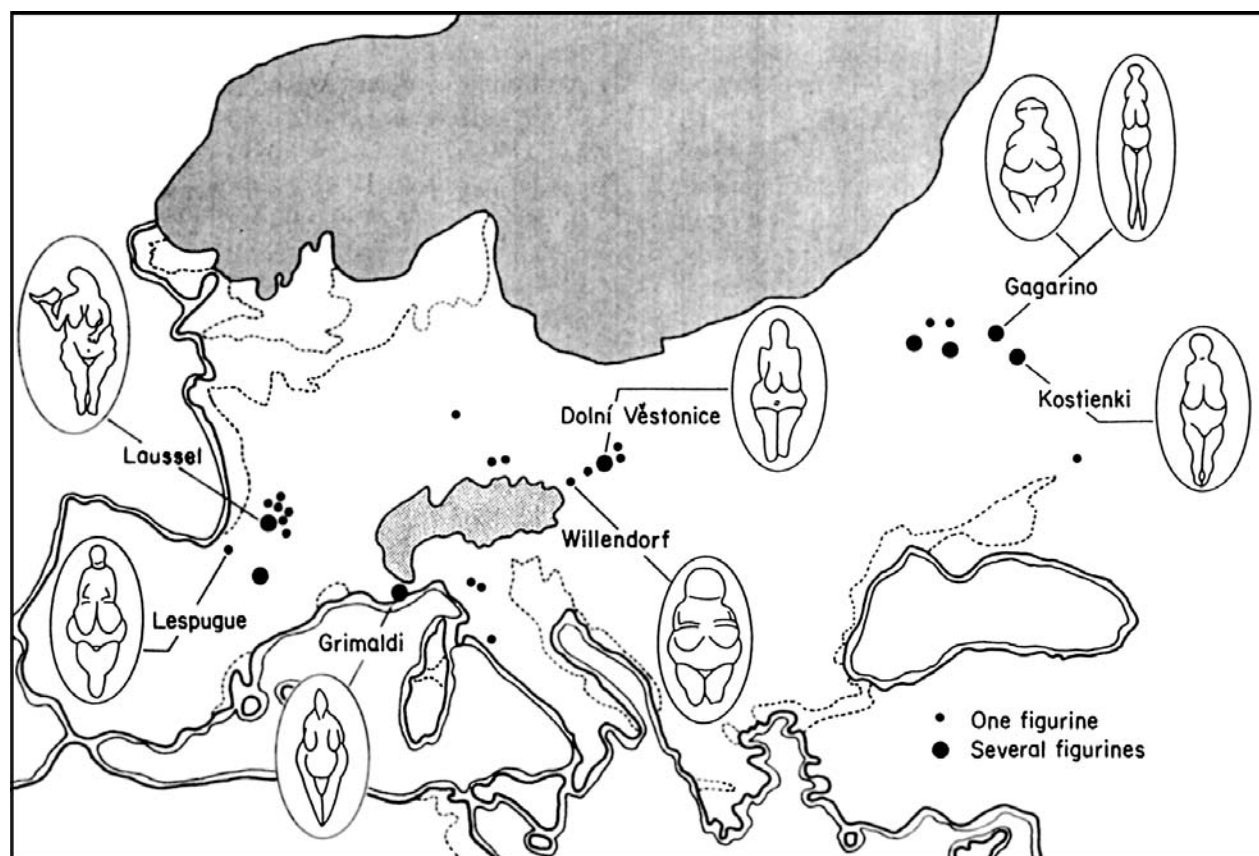 Gagarino
Kostienki
Dolní Věstonice
Laussel
Willendorf
Lespugue
Grimaldi
One figurine
Several figurines